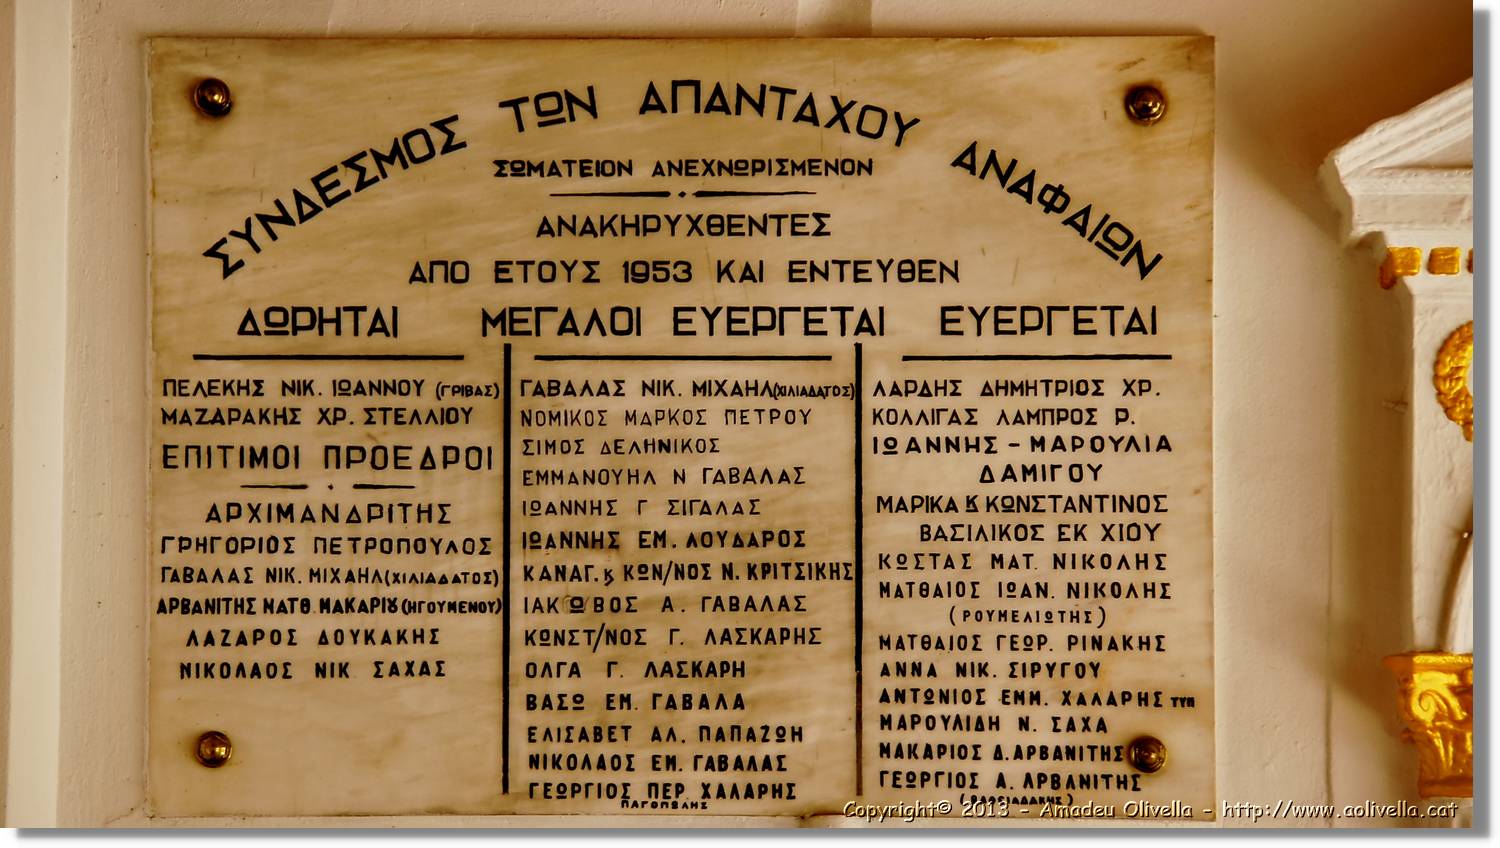 ΣΥΝΔΕΣΜΟΣ ΤΩΝ ΑΠΑΝΤΑΧΟΥ ΑΝΑΦΑΙΩΝ
ΣΩΜΑΤΕΙΟΝ ΑΝΕΧΝΩΡΙΣΜΕΝΟΝ
ΑΝΑΚΗΡΥΧΘΕΝΤΕΣ
ΑΠΟ ΕΤΟΥΣ 1953 ΚΑΙ ΕΝΤΕΥΘΕΝ
ΔΩΡΗΤΑΙ
ΠΕΛΕΚΗΣ ΝΙΚ. ΙΩΑΝΝΟΥ (ΓΡΙΒΑΣ)
ΜΑΖΑΡΑΚΗΣ ΧΡ. ΣΤΕΛΛΙΟΥ
ΕΠΙΤΙΜΟΙ ΠΡΟΕΔΡΟΙ
ΑΡΧΙΜΑΝΔΡΙΤΗΣ
ΓΡΗΓΟΡΙΟΣ ΠΕΤΡΟΠΟΥΛΟΣ
ΓΑΒΑΛΑΣ ΝΙΚ. ΜΙΧΑΗΛ (ΧΙΛΙΑΔΑΤΟΣ)
ΑΡΒΑΝΙΤΗΣ ΝΑΤΘ. ΜΑΚΑΡΙȢ (ΗΓΟΥΜΕΝΟΥ)
ΛΑΖΑΡΟΣ ΔΟΥΚΑΚΗΣ
ΝΙΚΟΛΑΟΣ ΝΙΚ ΣΑΧΑΣ
ΜΕΓΑΛΟΙ ΕΥΕΡΓΕΤΑΙ
ΓΑΒΑΛΑΣ ΝΙΚ. ΜΙΧΑΗΛ (ΧΙΛΙΑΔΑΤΟΣ)
ΝΟΜΙΚΟΣ ΜΑΡΚΟΣ ΠΕΤΡΟΥ
ΣΙΜΟΣ ΔΕΛΗΝΙΚΟΣ
ΕΜΜΑΝΟΥΗΛ Ν ΓΑΒΑΛΑΣ
ΙΩΑΝΝΗΣ Γ ΣΙΓΑΛΑΣ
ΙΩΑΝΝΗΣ ΕΜ. ΛΟΥΔΑΡΟΣ
ΚΑΝΑΓ. ϗ ΚΩΝ/ΝΟΣ Ν. ΚΡΙΤΣΙΚΗΣ
ΙΑΚΩΒΟΣ Α. ΓΑΒΑΛΑΣ
ΚΩΝΣΤ/ΝΟΣ Γ. ΛΑΣΚΑΡΗΣ
ΟΛΓΑ Γ. ΛΑΣΚΑΡΗ
ΒΑΣΩ ΕΜ. ΓΑΒΑΛΑ
ΕΛΙΣΑΒΕΤ ΑΛ. ΠΑΠΑΖΩΗ
ΝΙΚΟΛΑΟΣ ΕΜ. ΓΑΒΑΛΑΣ
ΓΕΩΡΓΙΟΣ ΠΕΡ. ΧΑΛΑΡΗΣ
ΠΑΓΟΠΩΛΗΣ
ΕΥΕΡΓΕΤΑΙ
ΛΑΡΔΗΣ ΔΗΜΗΤΡΙΟΣ ΧΡ.
ΚΟΛΛΙΓΑΣ ΛΑΜΠΡΟΣ Ρ.
ΙΩΑΝΝΗΣ - ΜΑΡΟΥΛΙΑ
ΔΑΜΙΓΟΥ
ΜΑΡΙΚΑ ϗ ΚΩΝΣΤΑΝΤΙΝΟΣ
ΒΑΣΙΛΙΚΟΣ ΕΚ ΧΙΟΥ
ΚΩΣΤΑΣ ΜΑΤ. ΝΙΚΟΛΗΣ
ΜΑΤΘΑΙΟΣ ΙΩΑΝ. ΝΙΚΟΛΗΣ
(ΡΟΥΜΕΛΙΩΤΗΣ)
ΜΑΤΘΑΙΟΣ ΓΕΩΡ. ΡΙΝΑΚΗΣ
ΑΝΝΑ ΝΙΚ. ΣΙΡΥΓΟΥ
ΑΝΤΩΝΙΟΣ ΕΜΜ. ΧΑΛΑΡΗΣ
ΜΑΡΟΥΛΙΔΗ Ν. ΣΑΧΑ
ΜΑΚΑΡΙΟΣ Δ. ΑΡΒΑΝΙΤΗΣ
ΓΕΩΡΓΙΟΣ Α. ΑΡΒΑΝΙΤΗΣ
Copyright© 2013 - Amadeu Olivella - http://www.aolivella.cat